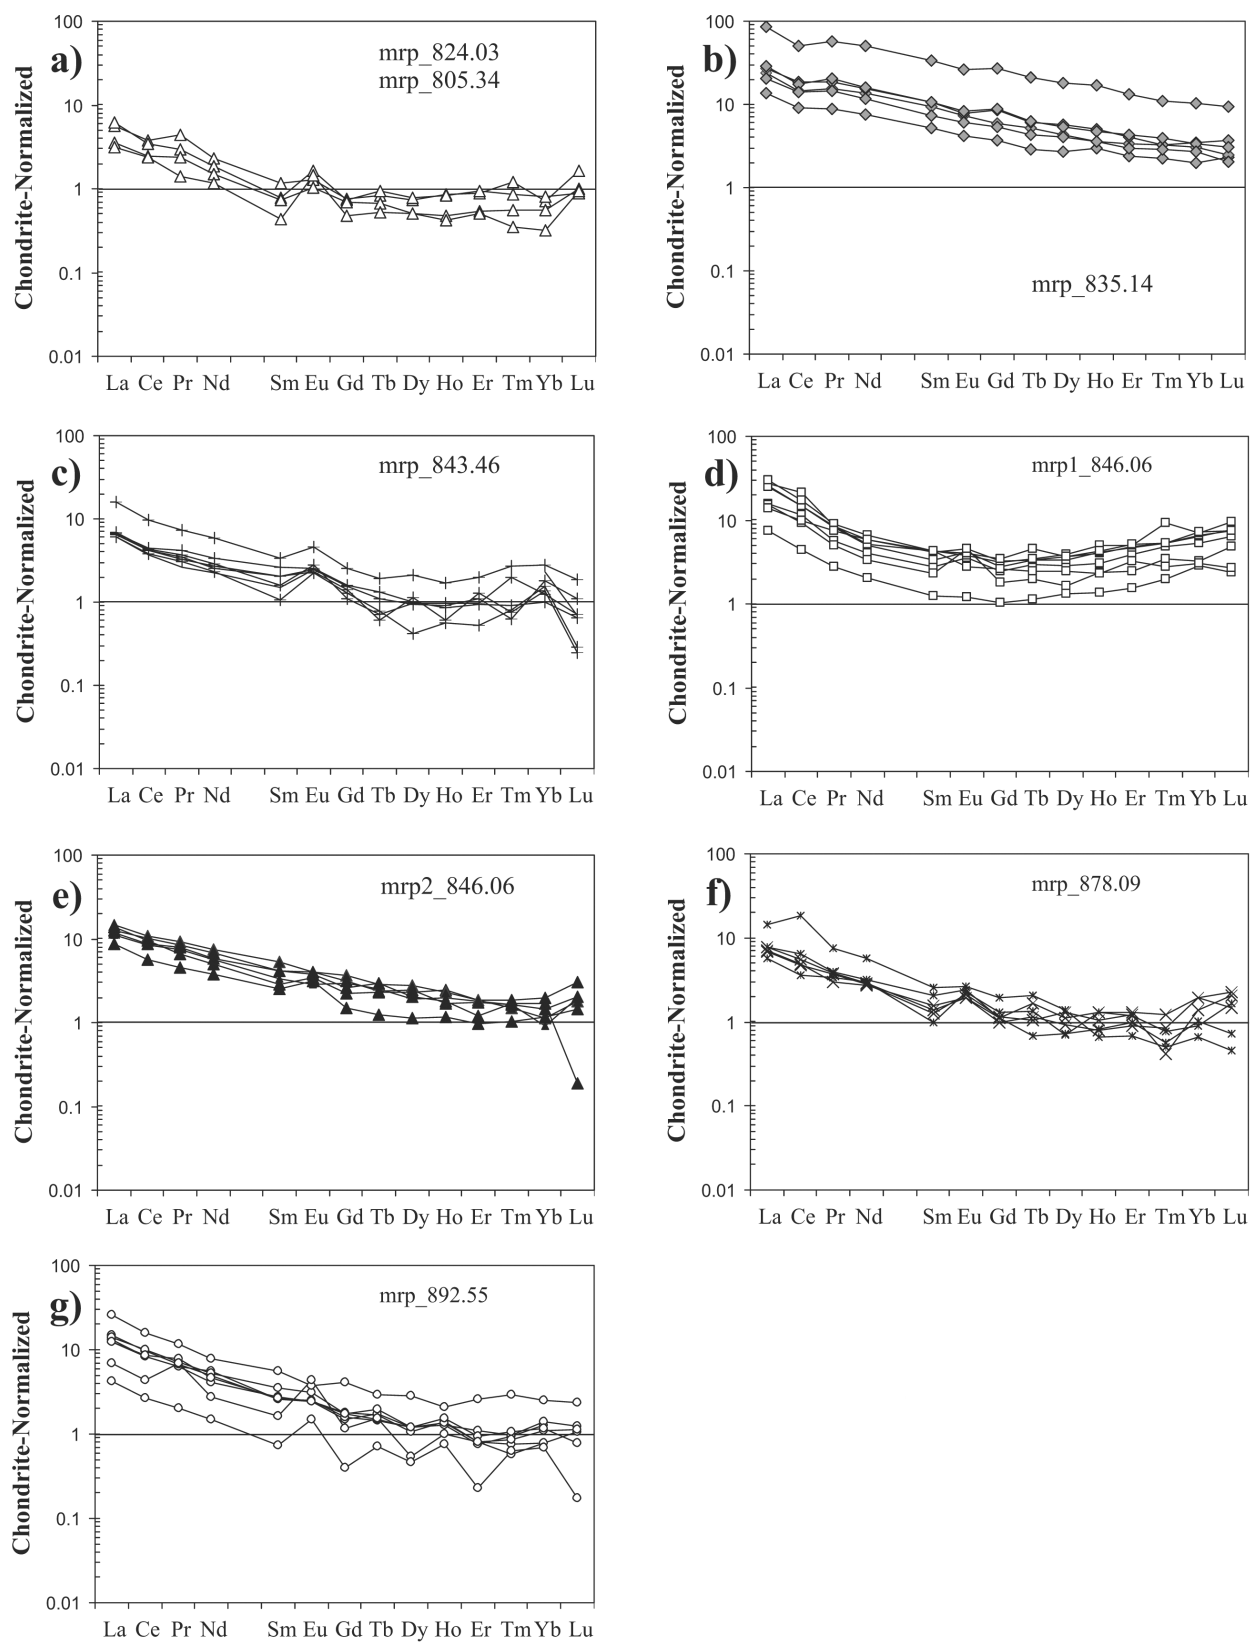 a)
mrp_824.03
mrp_805.34
Chondrite-Normalized
100
10
1
0.1
0.01
La Ce Pr Nd Sm Eu Gd Tb Dy Ho Er Tm Yb Lu
b)
mrp_835.14
Chondrite-Normalized
100
10
1
0.1
0.01
La Ce Pr Nd Sm Eu Gd Tb Dy Ho Er Tm Yb Lu
c)
mrp_843.46
Chondrite-Normalized
100
10
1
0.1
0.01
La Ce Pr Nd Sm Eu Gd Tb Dy Ho Er Tm Yb Lu
d)
mrp1_846.06
Chondrite-Normalized
100
10
1
0.1
0.01
La Ce Pr Nd Sm Eu Gd Tb Dy Ho Er Tm Yb Lu
e)
mrp2_846.06
Chondrite-Normalized
100
10
1
0.1
0.01
La Ce Pr Nd Sm Eu Gd Tb Dy Ho Er Tm Yb Lu
f)
mrp_878.09
Chondrite-Normalized
100
10
1
0.1
0.01
La Ce Pr Nd Sm Eu Gd Tb Dy Ho Er Tm Yb Lu
g)
mrp_892.55
Chondrite-Normalized
100
10
1
0.1
0.01
La Ce Pr Nd Sm Eu Gd Tb Dy Ho Er Tm Yb Lu